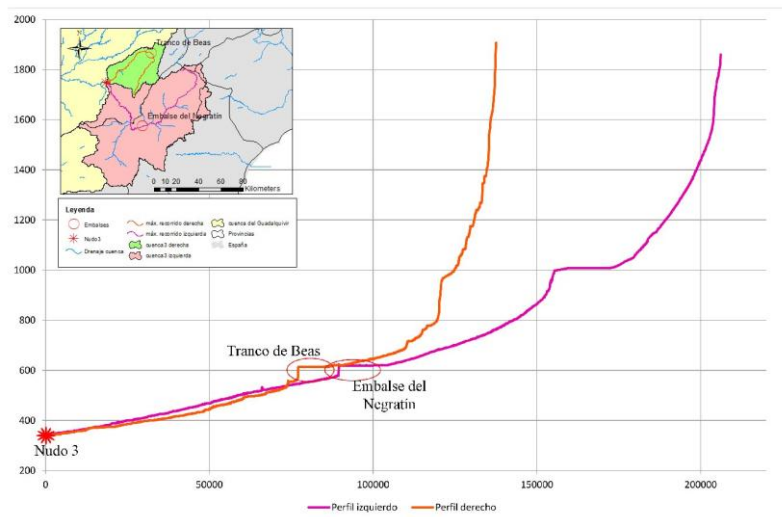 2000
1800
1600
1400
1200
1000
800
600
400
200
Tranco de Beas
Embalse del Negratín
0 10 20 40 60 80
Kilometers
Leyenda
Embalses
Nudo3
Drenaje cuenca
máx. recorrido derecha
máx. recorrido izquierda
cuenca3 derecha
cuenca3 izquierda
cuenca del Guadalquivir
Provincias
España
Tranco de Beas
Embalse del
Negratín
Nudo 3
0 50000 100000 150000 200000
Perfil izquierdo Perfil derecho